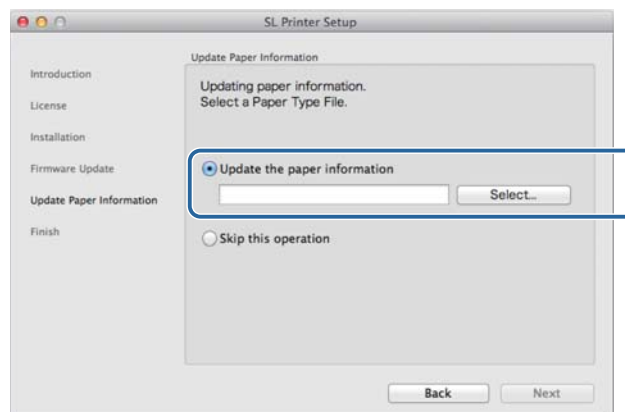 SL Printer Setup
Introduction
License
Installation
Firmware Update
Update Paper Information
Finish
Update Paper Information
Updating paper information.
Select a Paper Type File.
Update the paper information
Select...
Skip this operation
Back
Next